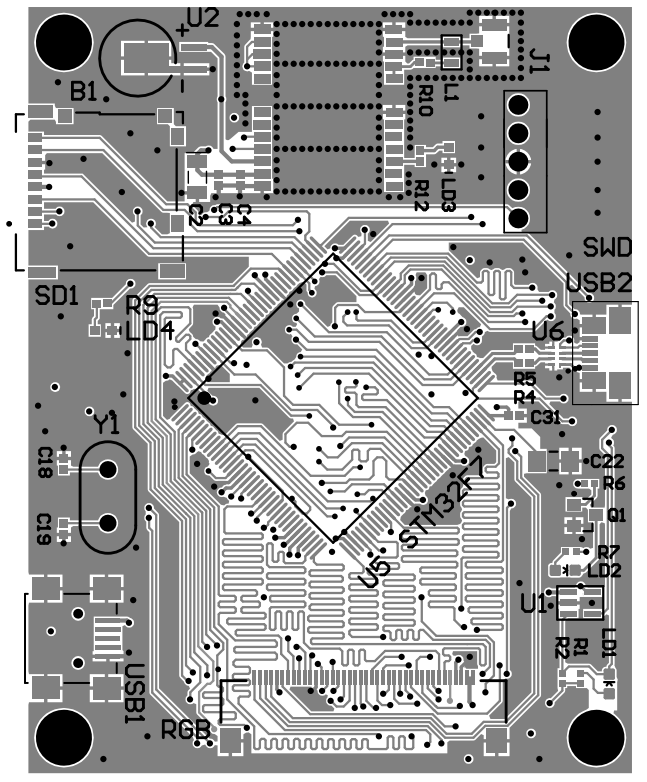 +
U2
B1
R10
L1
J1
R12
LD3
C2
C3
C4
SWD
USB2
SD1
R9
LD4
U6
R5
R4
C31
Y1
C18
C22
R6
STM32F7
Q1
C19
R7
LD2
U5
U1
R2
R1
LD1
USB1
RGB